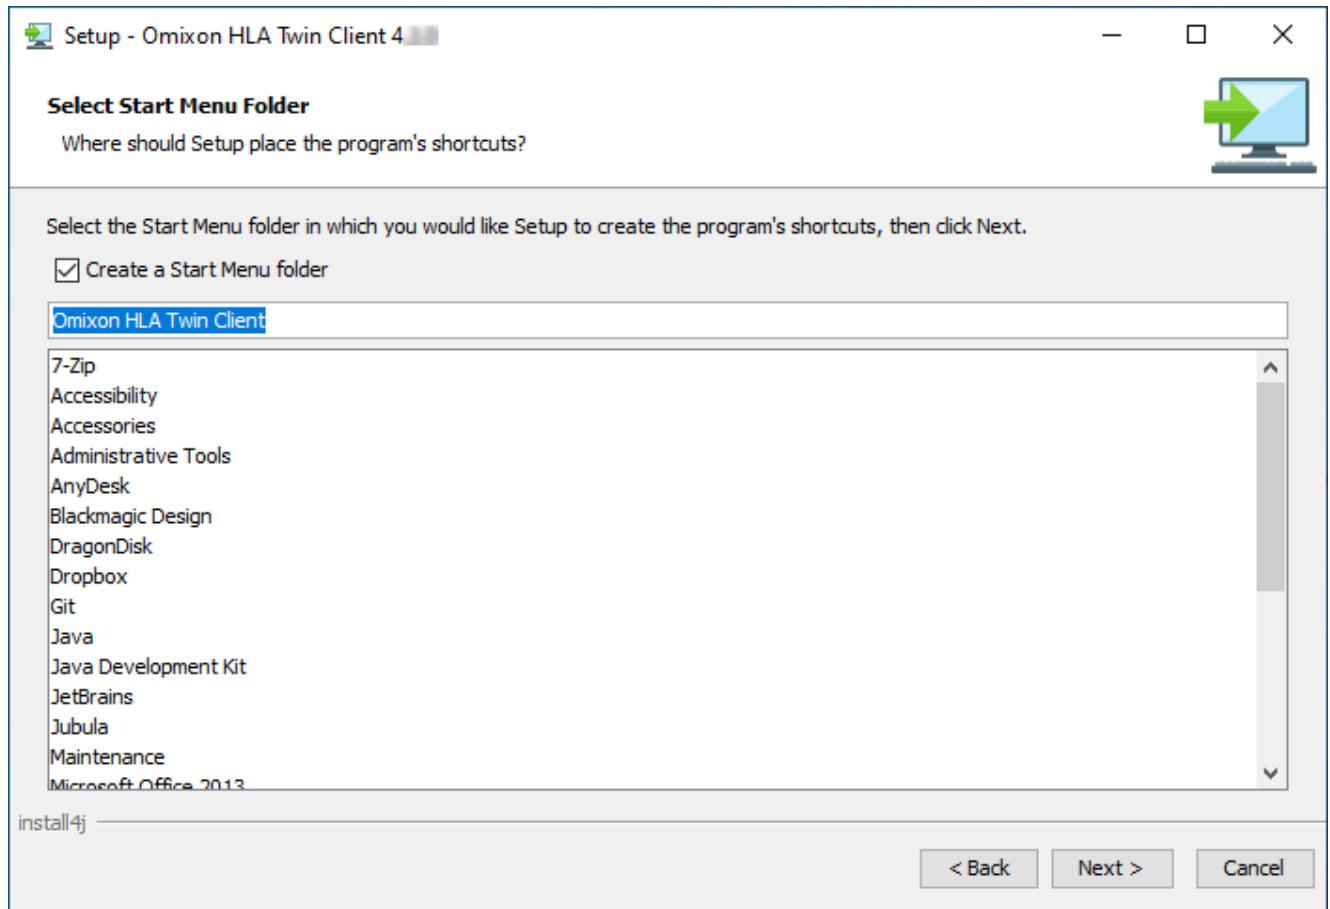 Setup - Omixon HLA Twin Client 4
Select Start Menu Folder
Where should Setup place the program's shortcuts?
Select the Start Menu folder in which you would like Setup to create the program's shortcuts, then click Next.
Create a Start Menu folder
Omixon HLA Twin Client
7-Zip
Accessibility
Accessories
Administrative Tools
AnyDesk
Blackmagic Design
DragonDisk
Dropbox
Git
Java
Java Development Kit
JetBrains
Jubula
Maintenance
Microsoft Office 2013
install4j
< Back Next > Cancel